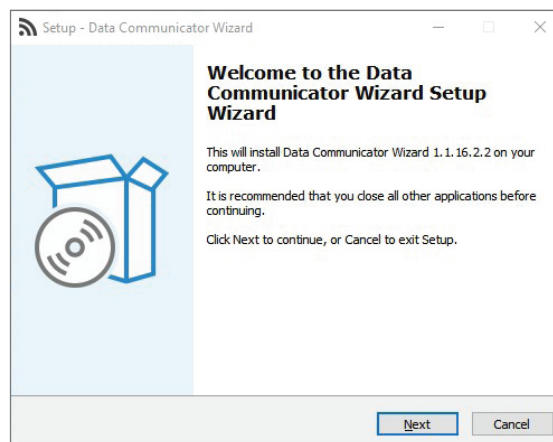 Setup - Data Communicator Wizard
Welcome to the Data
Communicator Wizard Setup
Wizard
This will install Data Communicator Wizard 1.1.16.2.2 on your
computer.
It is recommended that you close all other applications before
continuing.
Click Next to continue, or Cancel to exit Setup.
Next
Cancel